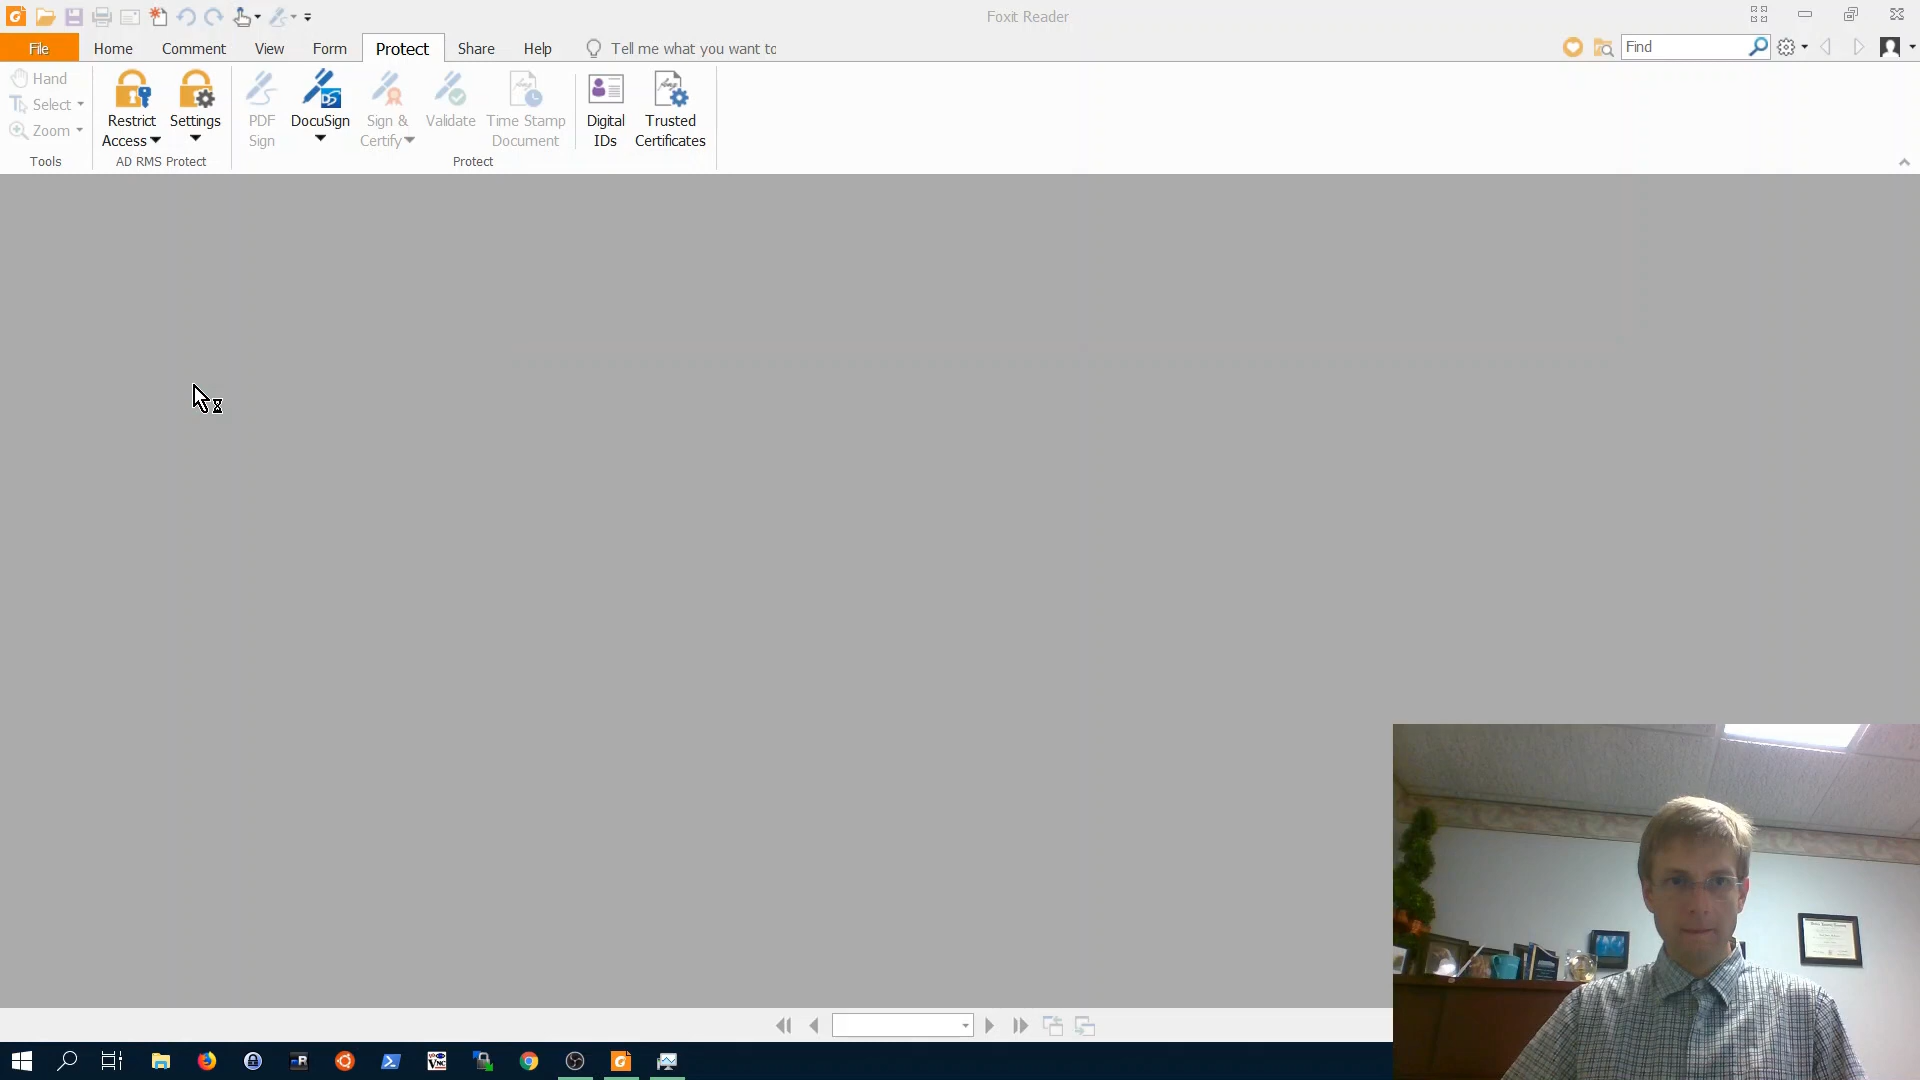 Foxit Reader
File Home Comment View Form Protect Share Help Tell me what you want to Find
Hand
Select
Zoom
Tools
Restrict Access
Settings
AD RMS Protect
PDF Sign
DocuSign
Sign & Certify
Validate
Time Stamp Document
Digital IDs
Trusted Certificates
Protect